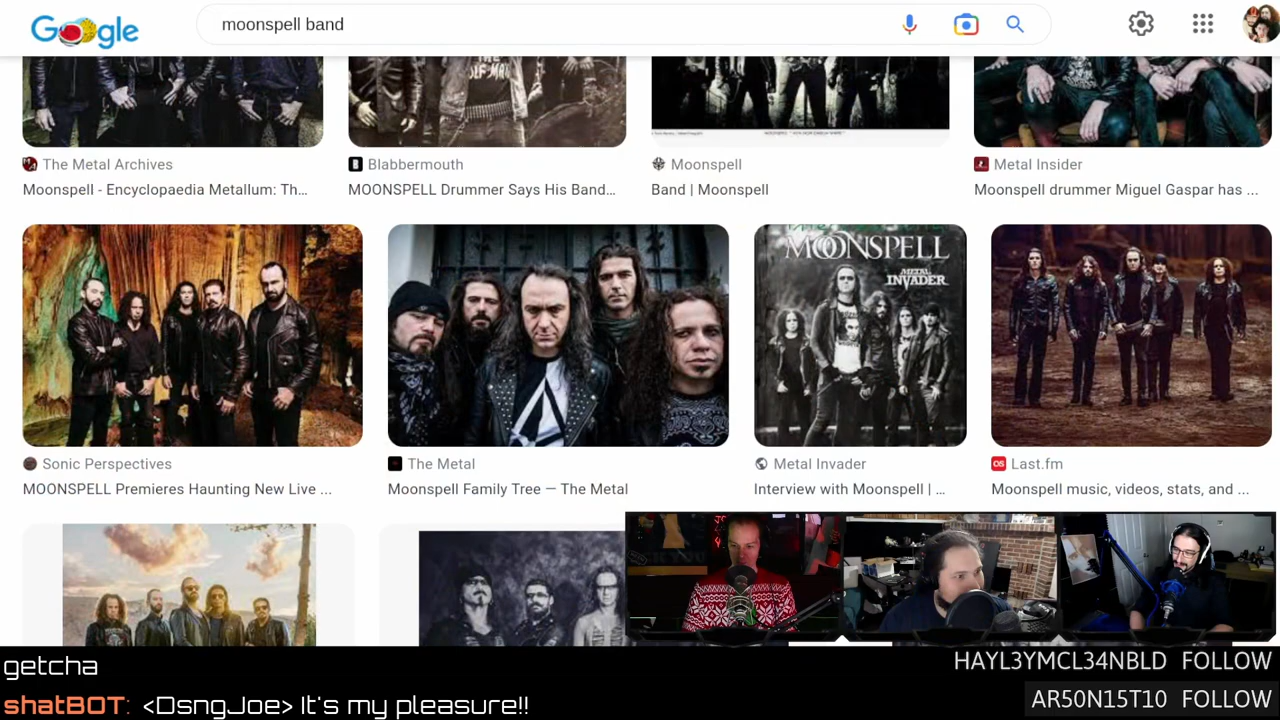 Google
moonspell band
The Metal Archives
Moonspell - Encyclopaedia Metallum: Th...
Blabbermouth
MOONSPELL Drummer Says His Band...
Moonspell
Band | Moonspell
Metal Insider
Moonspell drummer Miguel Gaspar has ...
MOONSPELL
METAL
INVADER
Sonic Perspectives
MOONSPELL Premieres Haunting New Live ...
The Metal
Moonspell Family Tree — The Metal
Metal Invader
Interview with Moonspell | ...
Last.fm
Moonspell music, videos, stats, and ...
getcha
shatBOT: <DsngJoe> It's my pleasure!!
HAYL3YMCL34NBLD FOLLOW
AR50N15T10 FOLLOW